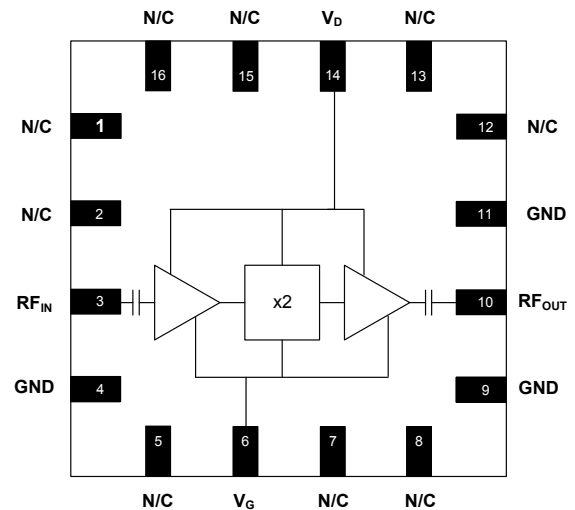 N/C N/C V_D N/C
16 15 14 13
N/C 1 12 N/C
N/C 2 11 GND
RF_IN 3 x2 10 RF_OUT
GND 4 9 GND
5 6 7 8
N/C V_G N/C N/C